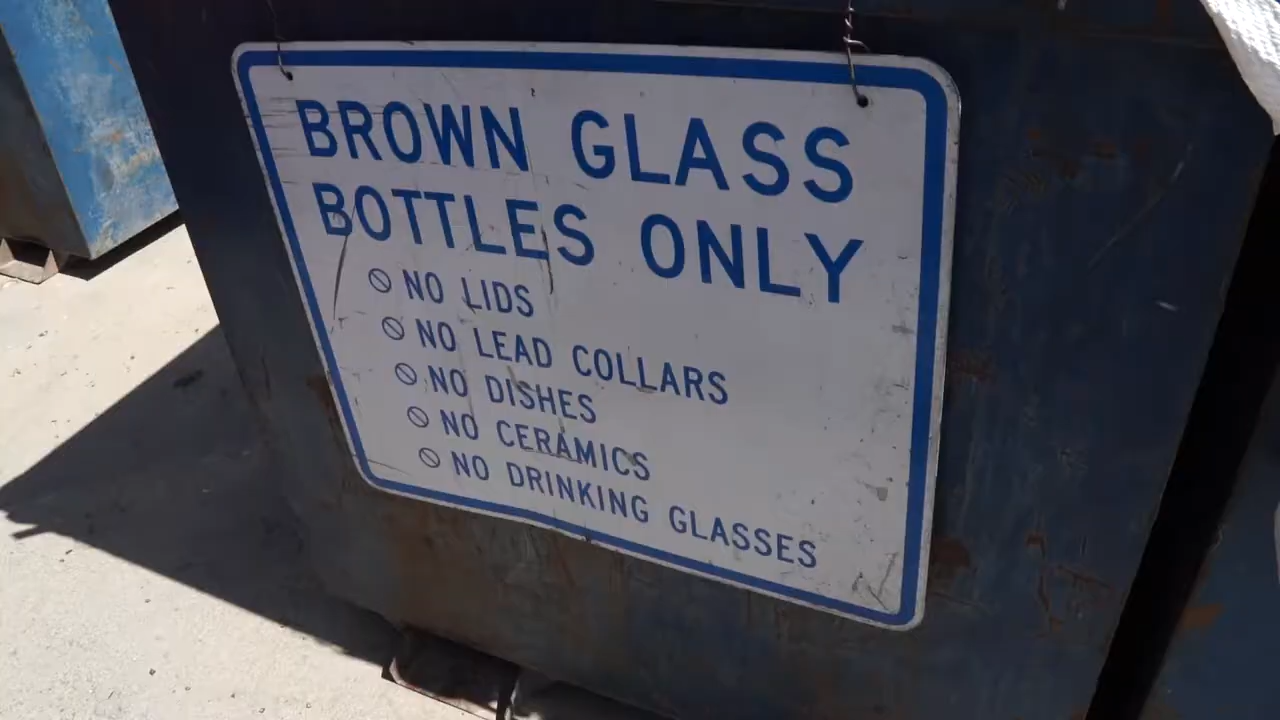 BROWN GLASS
BOTTLES ONLY
NO LIDS
NO LEAD COLLARS
NO DISHES
NO CERAMICS
NO DRINKING GLASSES